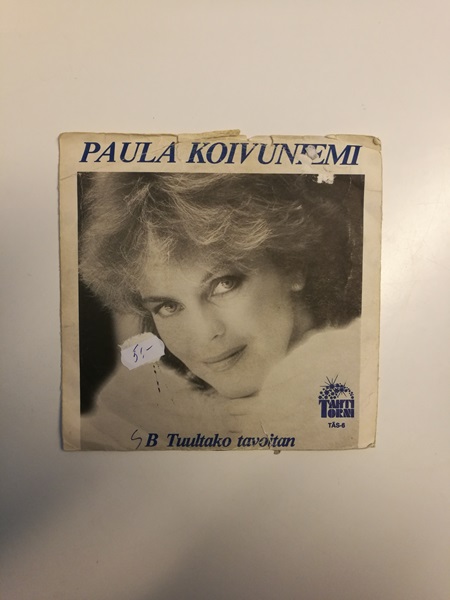 PAULA KOIVUNIEMI
5,-
TÄHTI
TORNI
TÄS-6
B Tuultako tavoitan